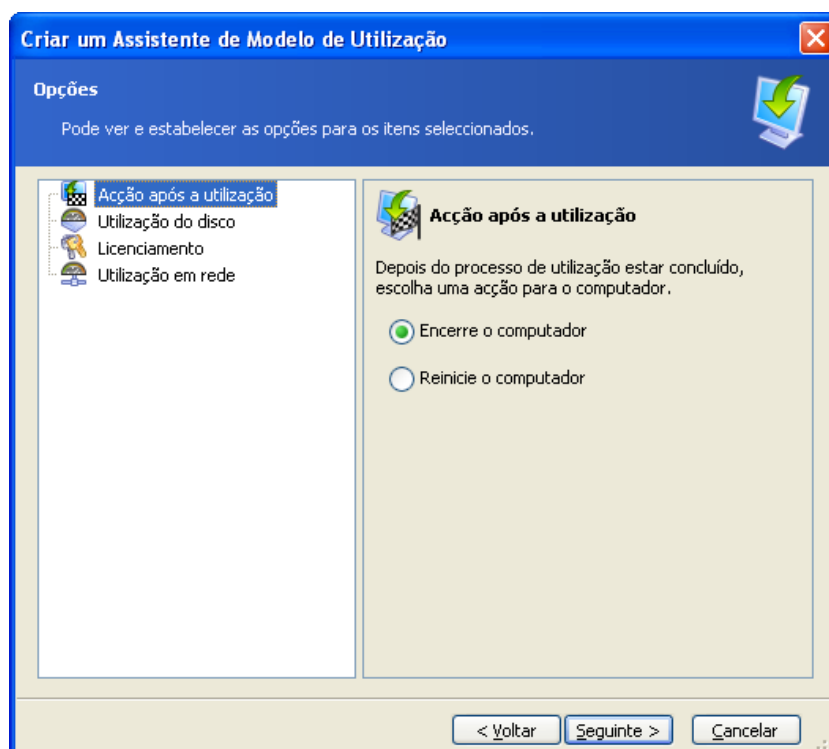 Criar um Assistente de Modelo de Utilização
Opções
Pode ver e estabelecer as opções para os itens seleccionados.
Acção após a utilização
Utilização do disco
Licenciamento
Utilização em rede
Acção após a utilização
Depois do processo de utilização estar concluído,
escolha uma acção para o computador.
Encerre o computador
Reinicie o computador
< Voltar
Seguinte >
Cancelar